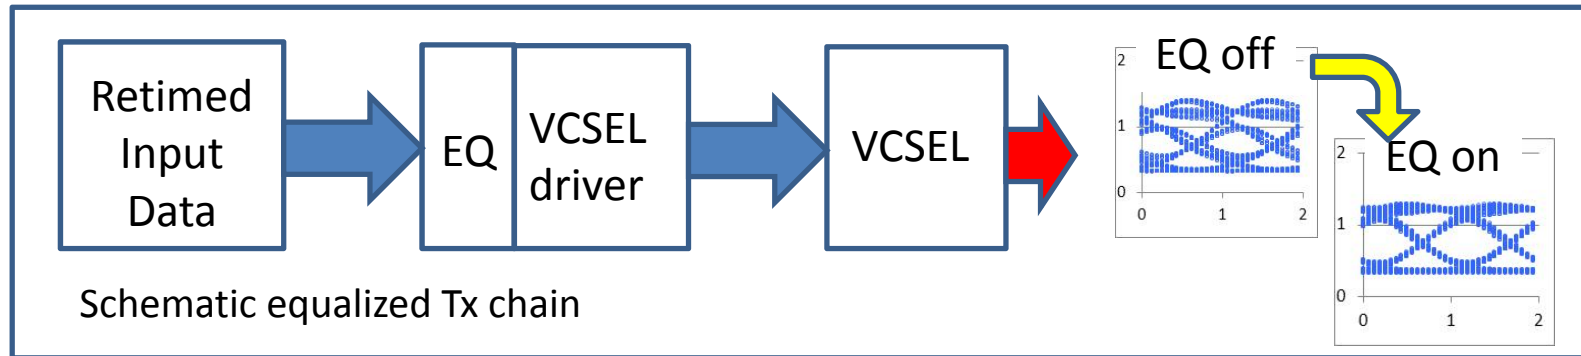 Retimed
Input
Data
EQ
VCSEL
driver
VCSEL
EQ off
2
1
0
0
1
2
EQ on
2
1
0
0
1
2
Schematic equalized Tx chain